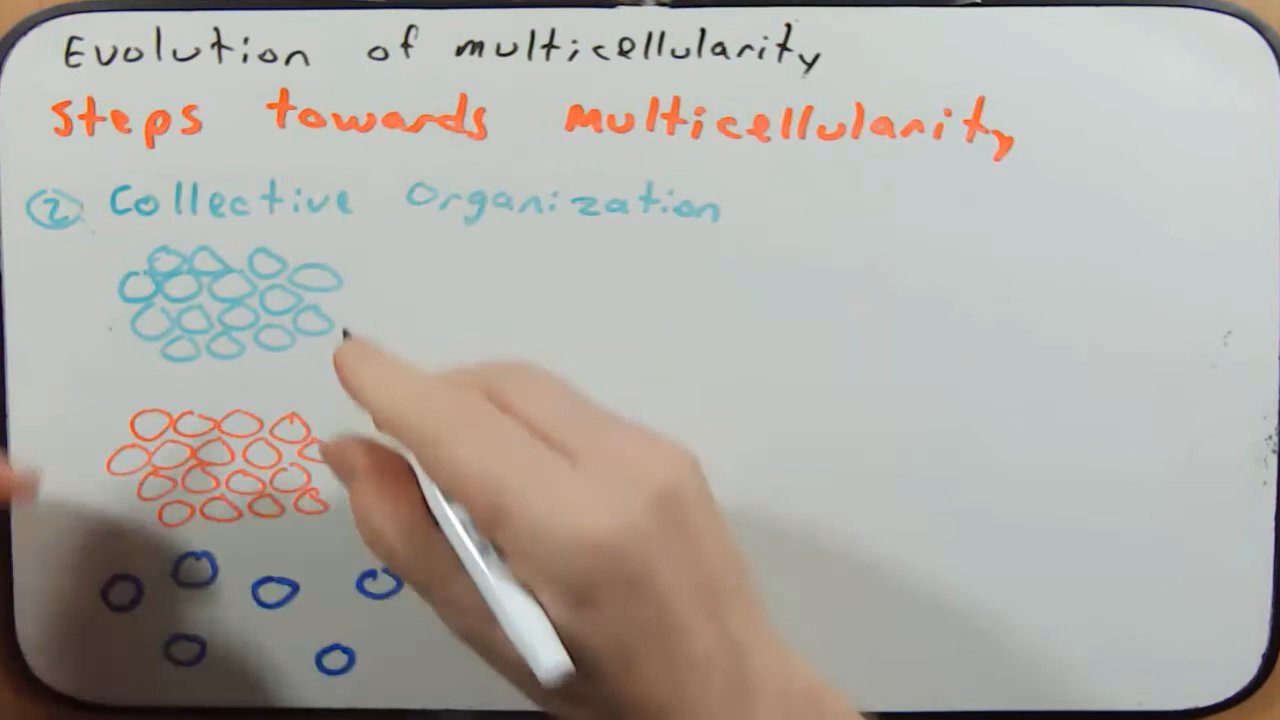 Evolution of multicellularity
Steps towards multicellularity
② Collective Organization